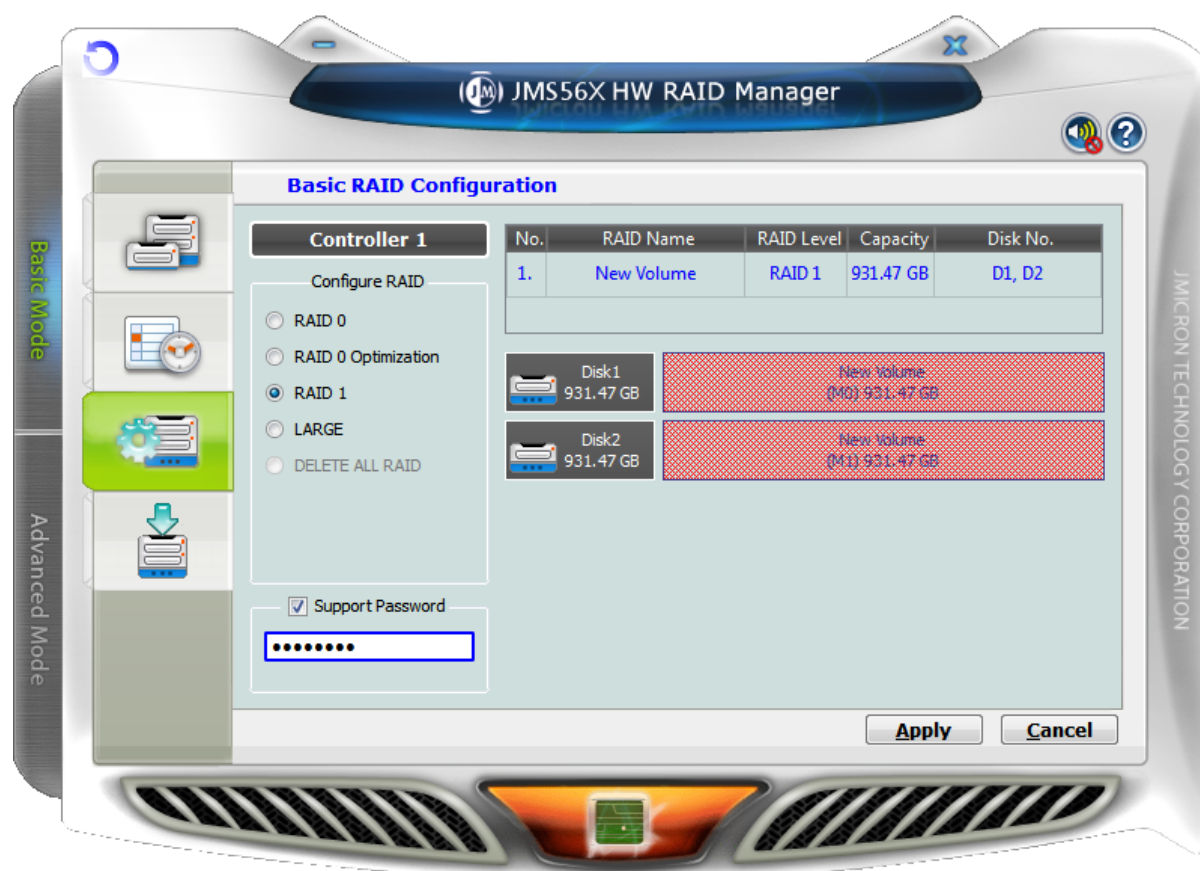 JM JMS56X HW RAID Manager
Basic Mode
Advanced Mode
Basic RAID Configuration
Controller 1
Configure RAID
RAID 0
RAID 0 Optimization
RAID 1
LARGE
DELETE ALL RAID
Support Password
No. RAID Name RAID Level Capacity Disk No.
1. New Volume RAID 1 931.47 GB D1, D2
Disk1
931.47 GB
New Volume
(M0) 931.47 GB
Disk2
931.47 GB
New Volume
(M1) 931.47 GB
Apply Cancel
JMICRON TECHNOLOGY CORPORATION